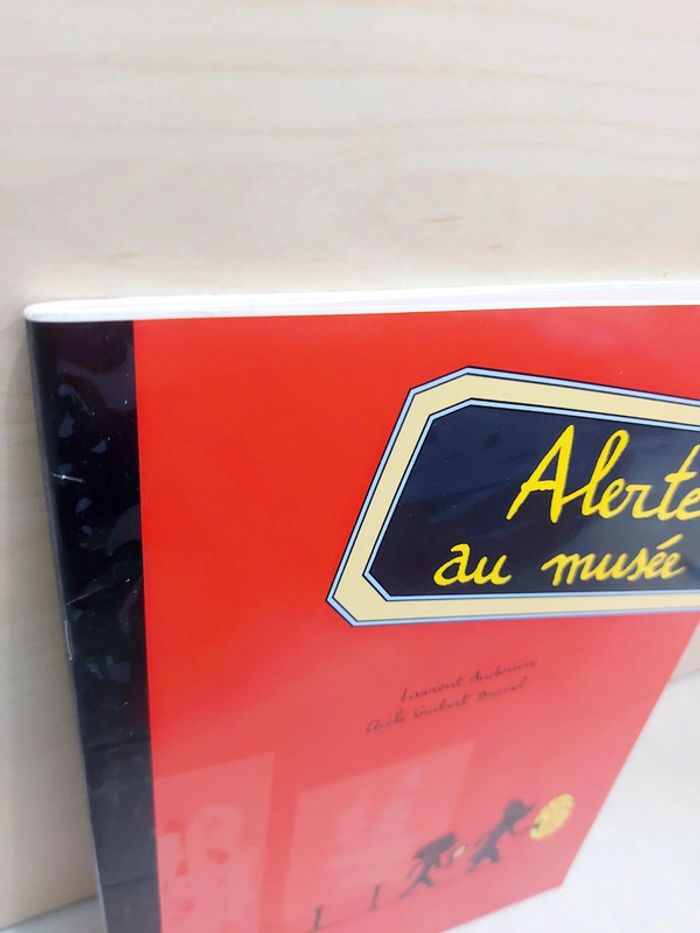 Alerte
au musée
Laurent Audouin
Cécile Guibert Brussel